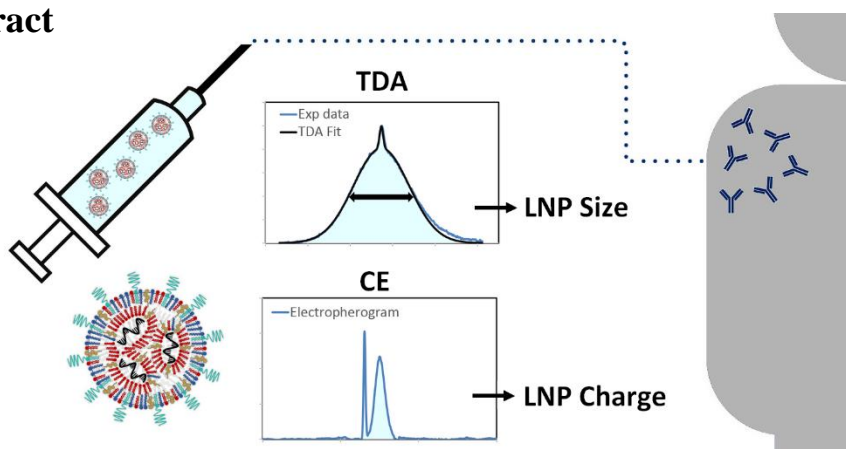 ract
TDA
Exp data
TDA Fit
LNP Size
CE
Electropherogram
LNP Charge